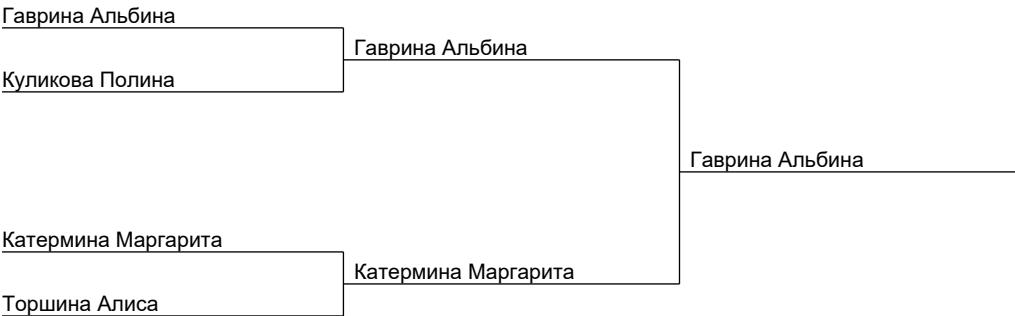 Гаврина Альбина
Гаврина Альбина
Куликова Полина
Гаврина Альбина
Катермина Маргарита
Катермина Маргарита
Торшина Алиса